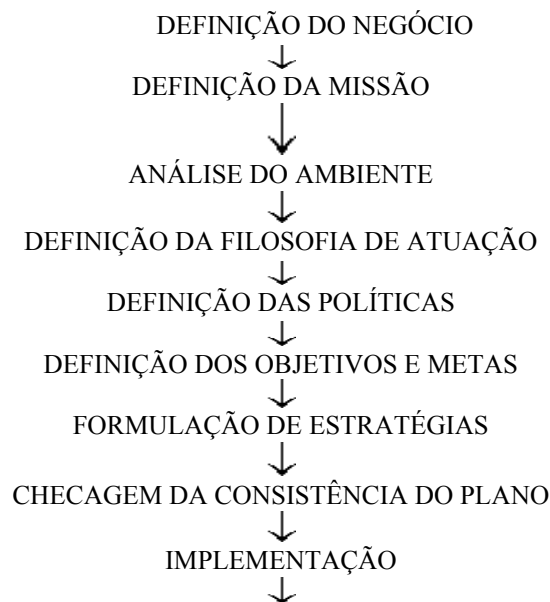 DEFINIÇÃO DO NEGÓCIO
DEFINIÇÃO DA MISSÃO
ANÁLISE DO AMBIENTE
DEFINIÇÃO DA FILOSOFIA DE ATUAÇÃO
DEFINIÇÃO DAS POLÍTICAS
DEFINIÇÃO DOS OBJETIVOS E METAS
FORMULAÇÃO DE ESTRATÉGIAS
CHECAGEM DA CONSISTÊNCIA DO PLANO
IMPLEMENTAÇÃO